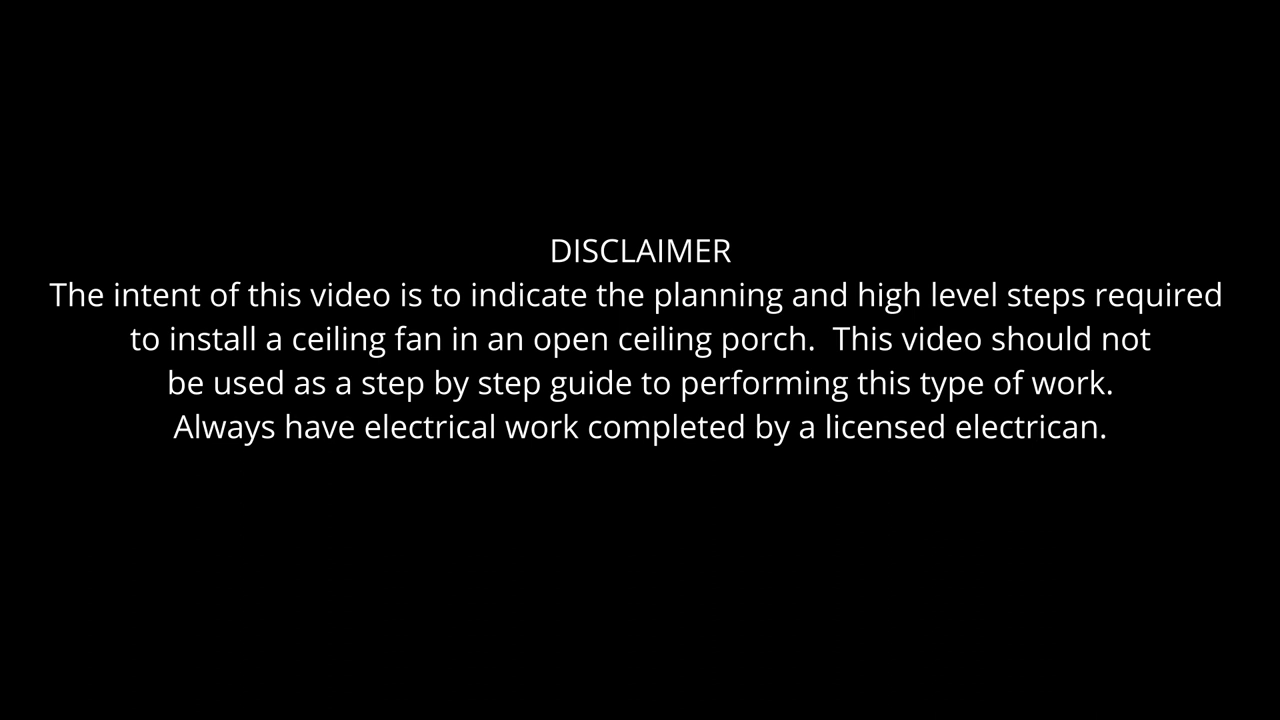 DISCLAIMER
The intent of this video is to indicate the planning and high level steps required
to install a ceiling fan in an open ceiling porch.  This video should not
be used as a step by step guide to performing this type of work.
Always have electrical work completed by a licensed electrican.